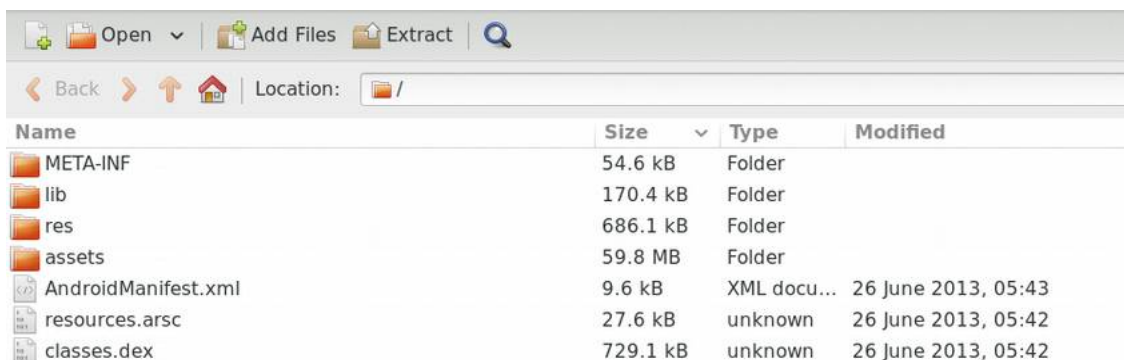 Open Add Files Extract
Back Location: /
Name Size Type Modified
META-INF 54.6 kB Folder
lib 170.4 kB Folder
res 686.1 kB Folder
assets 59.8 MB Folder
AndroidManifest.xml 9.6 kB XML docu... 26 June 2013, 05:43
resources.arsc 27.6 kB unknown 26 June 2013, 05:42
classes.dex 729.1 kB unknown 26 June 2013, 05:42